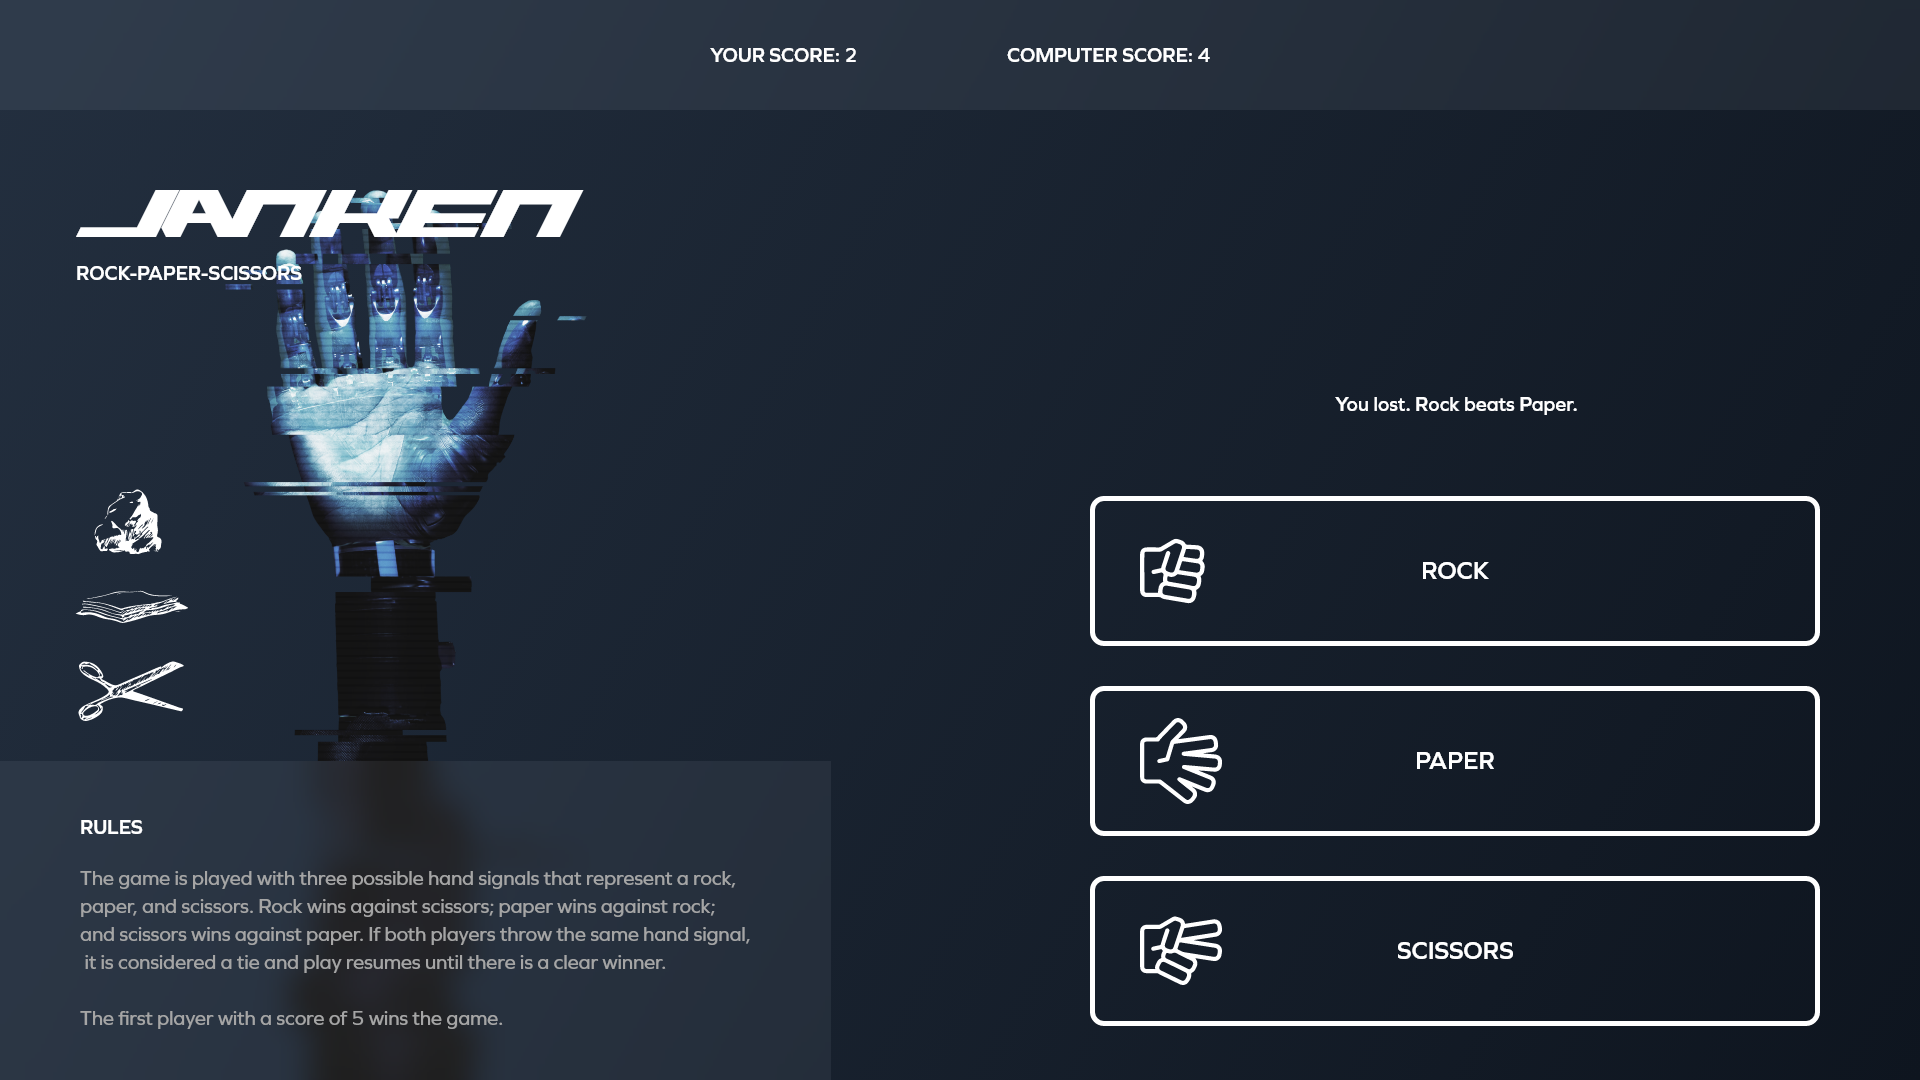 YOUR SCORE: 2
COMPUTER SCORE: 4
JANKEN
ROCK-PAPER-SCISSORS
You lost. Rock beats Paper.
ROCK
PAPER
SCISSORS
RULES
The game is played with three possible hand signals that represent a rock,
paper, and scissors. Rock wins against scissors; paper wins against rock;
and scissors wins against paper. If both players throw the same hand signal,
it is considered a tie and play resumes until there is a clear winner.
The first player with a score of 5 wins the game.